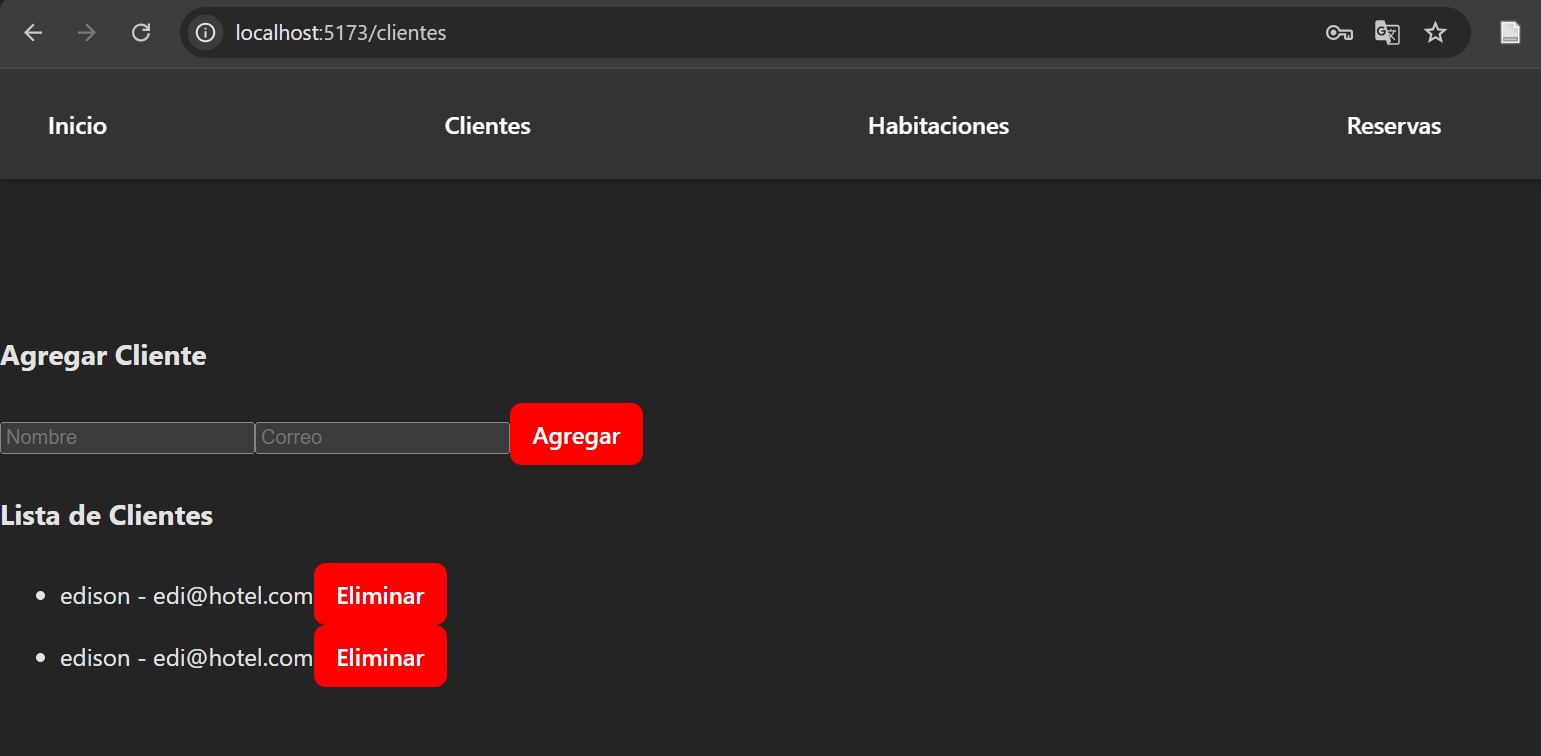 localhost:5173/clientes
Inicio Clientes Habitaciones Reservas
Agregar Cliente
Nombre Correo Agregar
Lista de Clientes
edison - edi@hotel.com Eliminar
edison - edi@hotel.com Eliminar